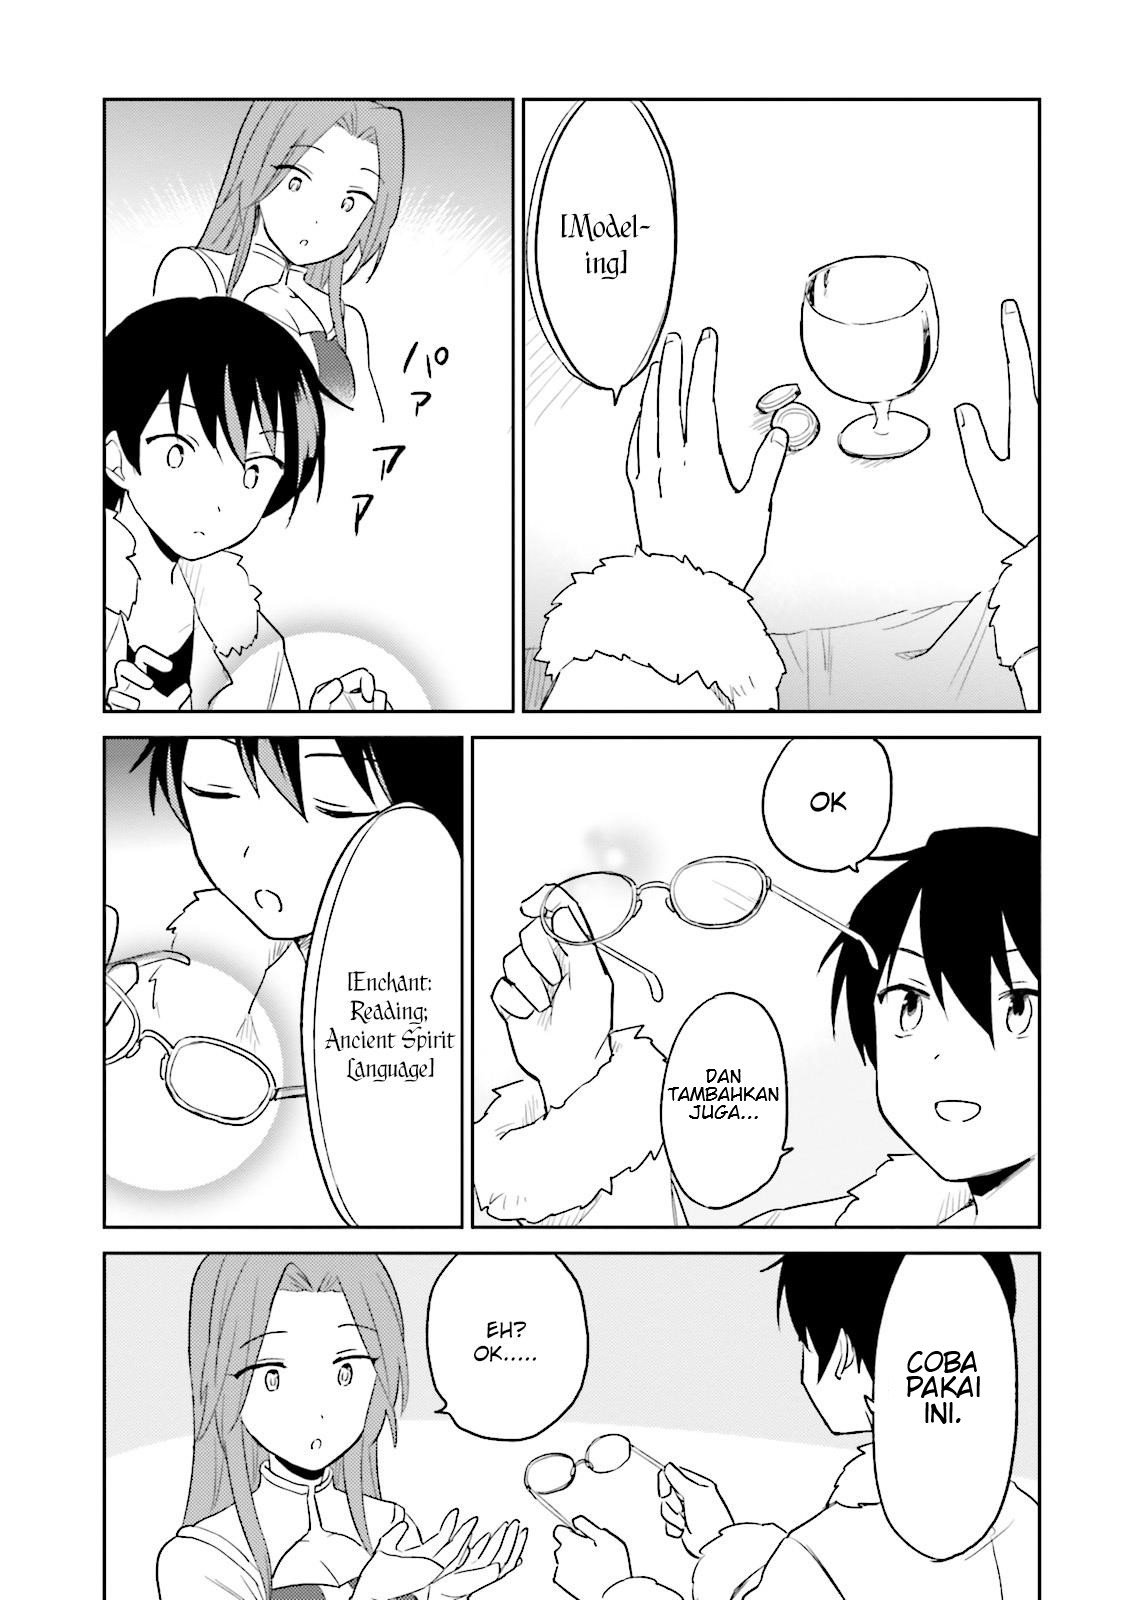 [Model-
ing]
パァァァ
OK
DAN
TAMBAHKAN
JUGA...
[Enchant:
Reading;
Ancient Spirit
Language]
COBA
PAKAI
INI.
EH?
OK.....